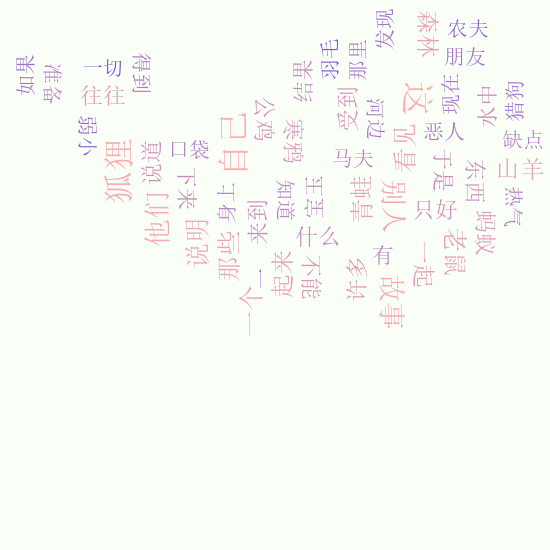 如果
准备
一切
往往
得到
弱小
狐狸
说道
他们
口袋
下来
说明
身上
那些
自己
来到
公鸡
寒鸦
知道
宝玉
什么
起来
不能
一个
一
结果
羽毛
那里
发现
受到
河边
马夫
青蛙
别人
看见
这
森林
农夫
朋友
现在
恶人
水中
猎狗
缺点
山羊
于是
东西
热气
只好
蚂蚁
老鼠
一起
有
许多
故事